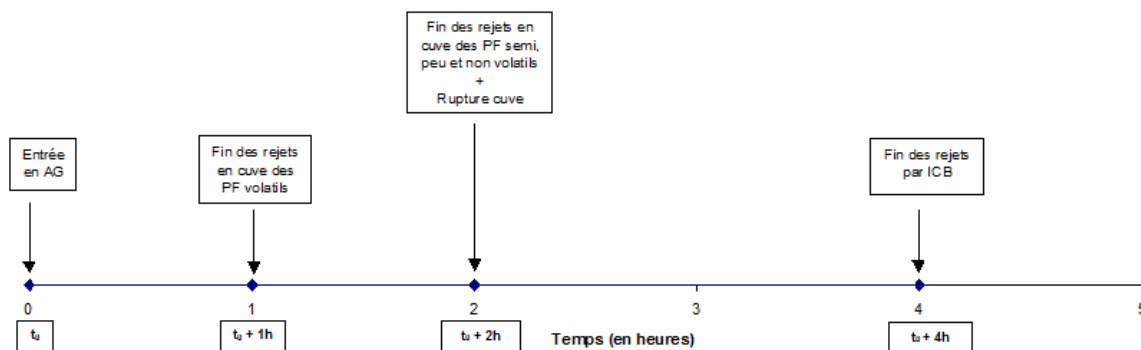 Fin des rejets en
cuve des PF semi,
peu et non volatils
+
Rupture cuve
Entrée
en AG
Fin des rejets
en cuve des
PF volatils
Fin des rejets
par ICB
0
1
2
3
4
5
t₀
t₀ + 1h
t₀ + 2h
Temps (en heures)
t₀ + 4h